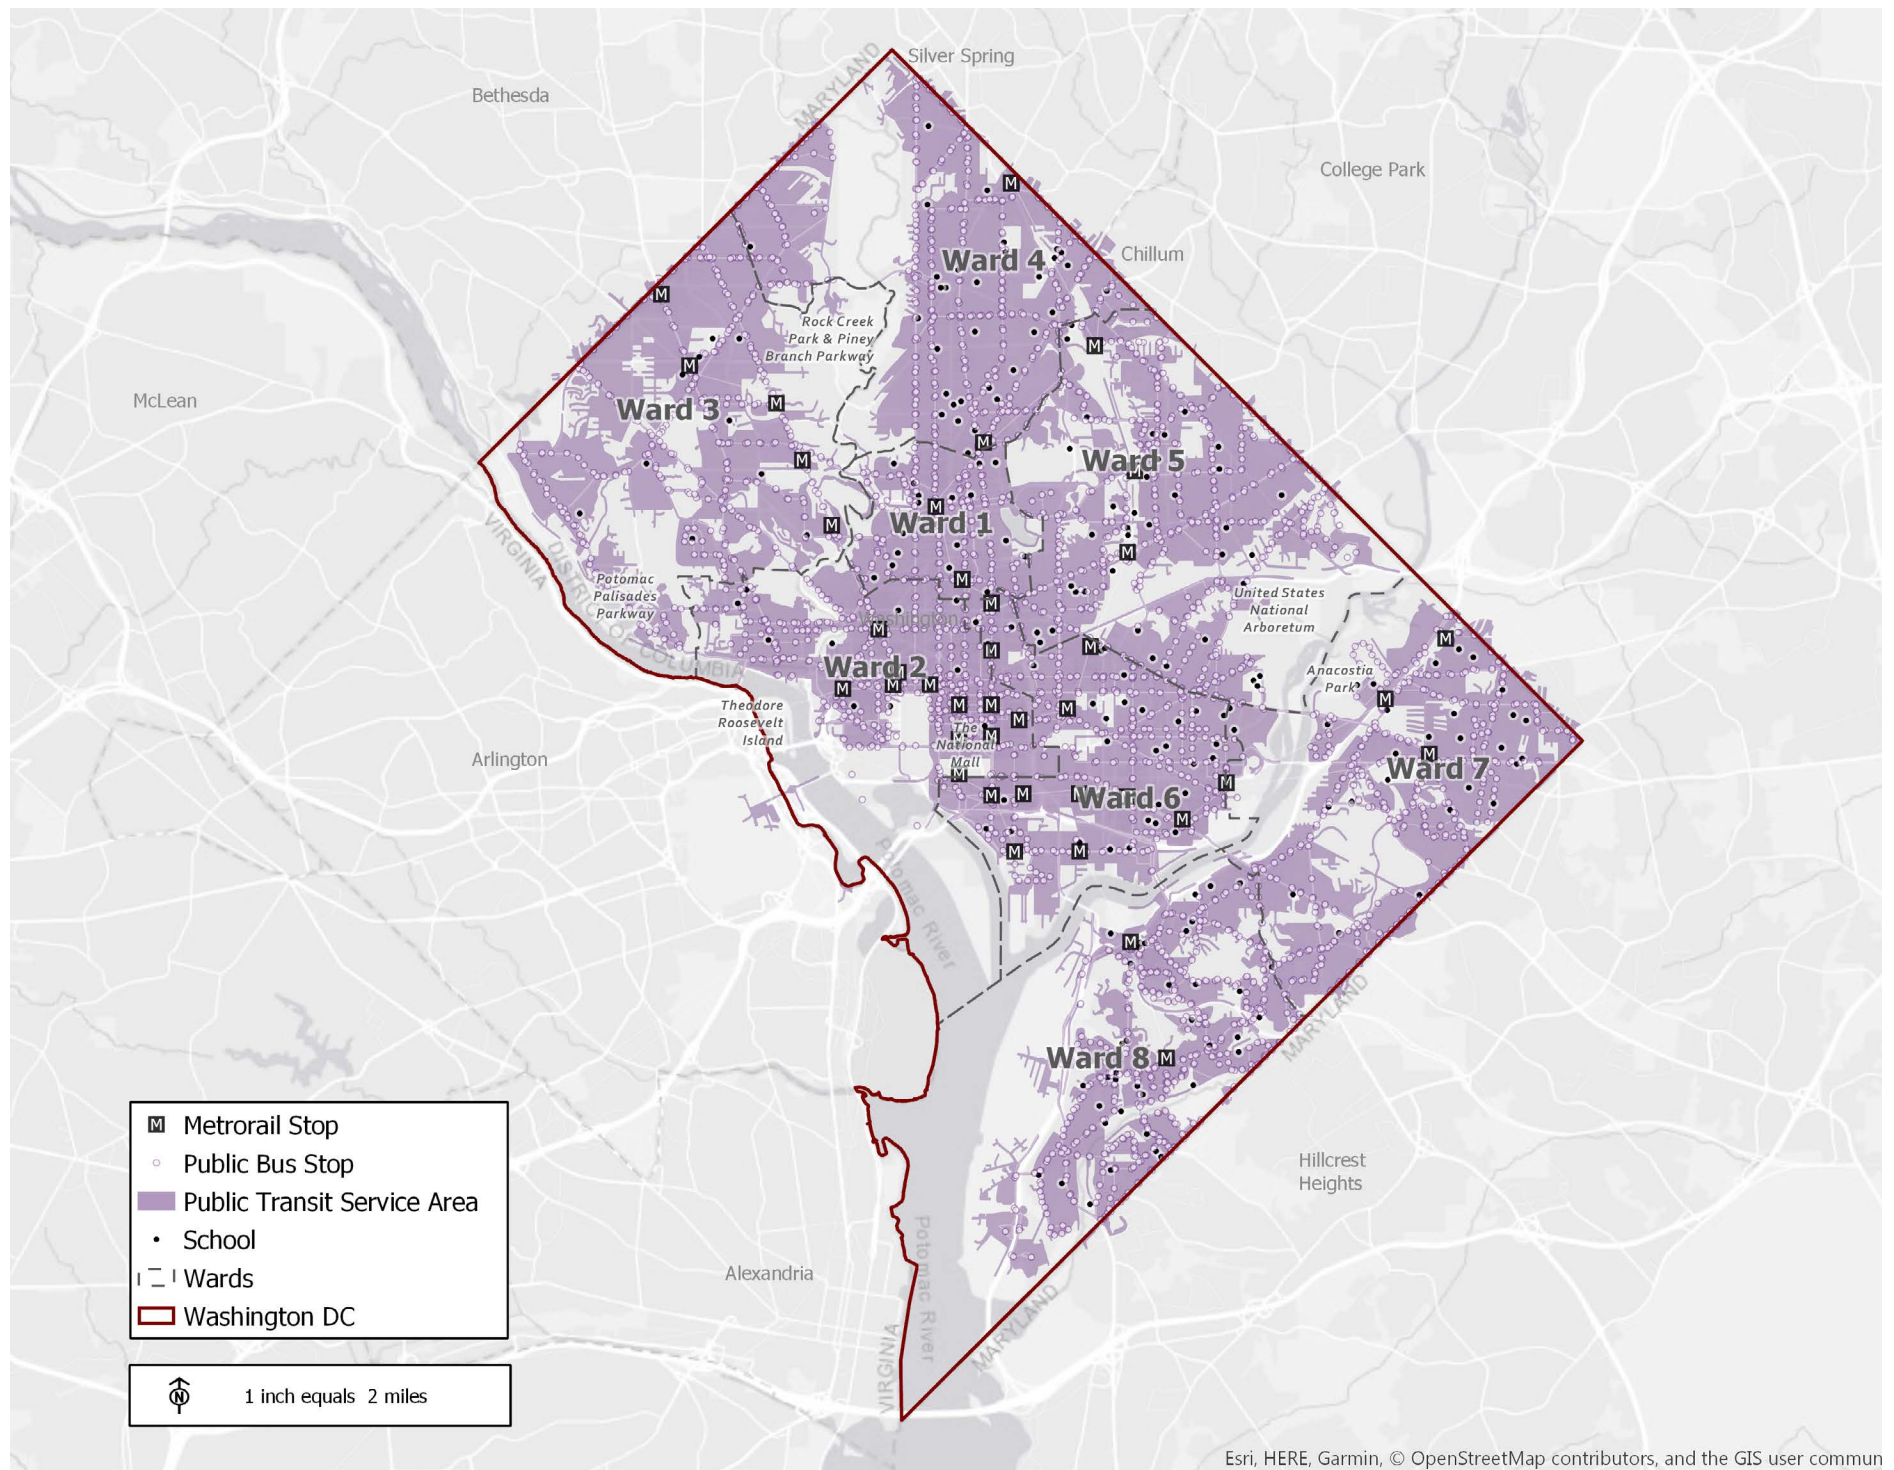 Silver Spring
MARYLAND
Bethesda
College Park
Chillum
Ward 4
Rock Creek
Park & Piney
Branch Parkway
McLean
Ward 3
Ward 5
Ward 1
VIRGINIA
DISTRICT OF COLUMBIA
Potomac
Palisades
Parkway
United States
National
Arboretum
Washington
Ward 2
Anacostia
Park
Theodore
Roosevelt
Island
The
National
Mall
Arlington
Ward 7
Ward 6
Potomac River
MARYLAND
Ward 8
M Metrorail Stop
Public Bus Stop
Public Transit Service Area
School
Wards
Washington DC
Hillcrest
Heights
Alexandria
Potomac River
VIRGINIA
MARYLAND
N
1 inch equals 2 miles
Esri, HERE, Garmin, © OpenStreetMap contributors, and the GIS user commun